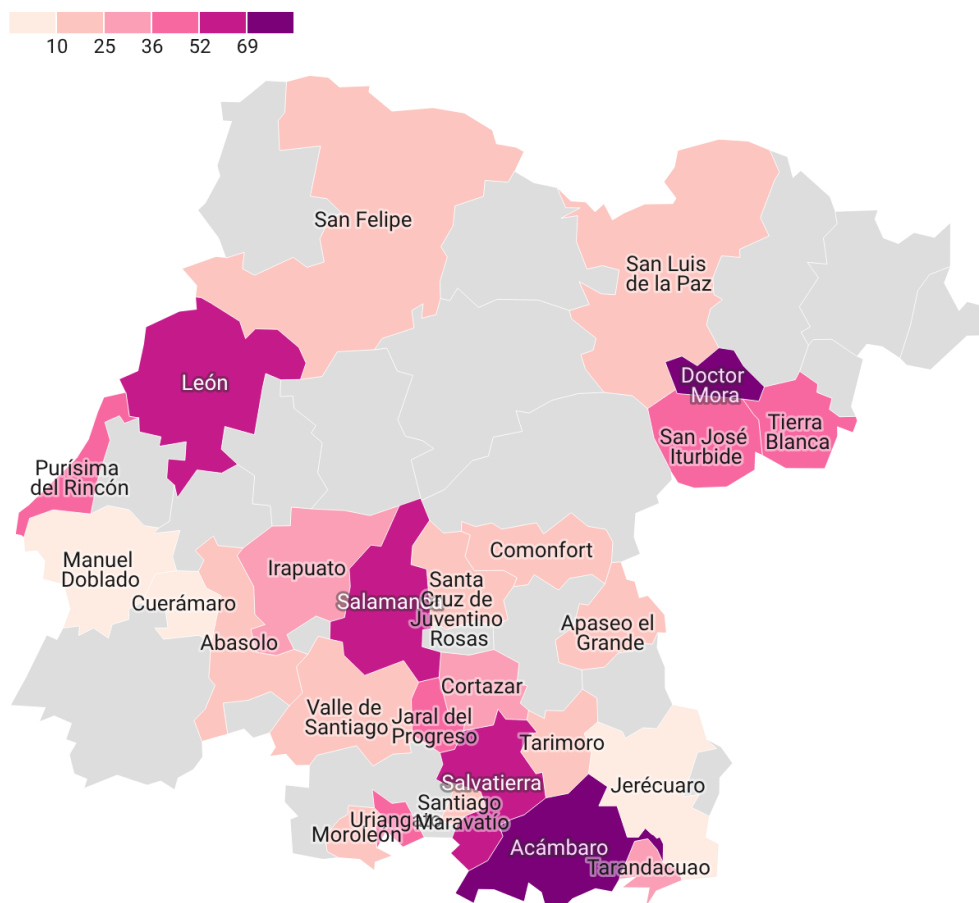 10 25 36 52 69
San Felipe
San Luis
de la Paz
León
Doctor
Mora
Tierra
Blanca
San José
Iturbide
Purísima
del Rincón
Manuel
Doblado
Irapuato
Comonfort
Cuerámaro
Salamanca
Santa
Cruz de
Juventino
Rosas
Apaseo el
Grande
Abasolo
Cortazar
Valle de
Santiago
Jaral del
Progreso
Tarimoro
Salvatierra
Jerécuaro
Santiago
Maravatío
Uriangato
Moroleón
Acámbaro
Tarandacuao